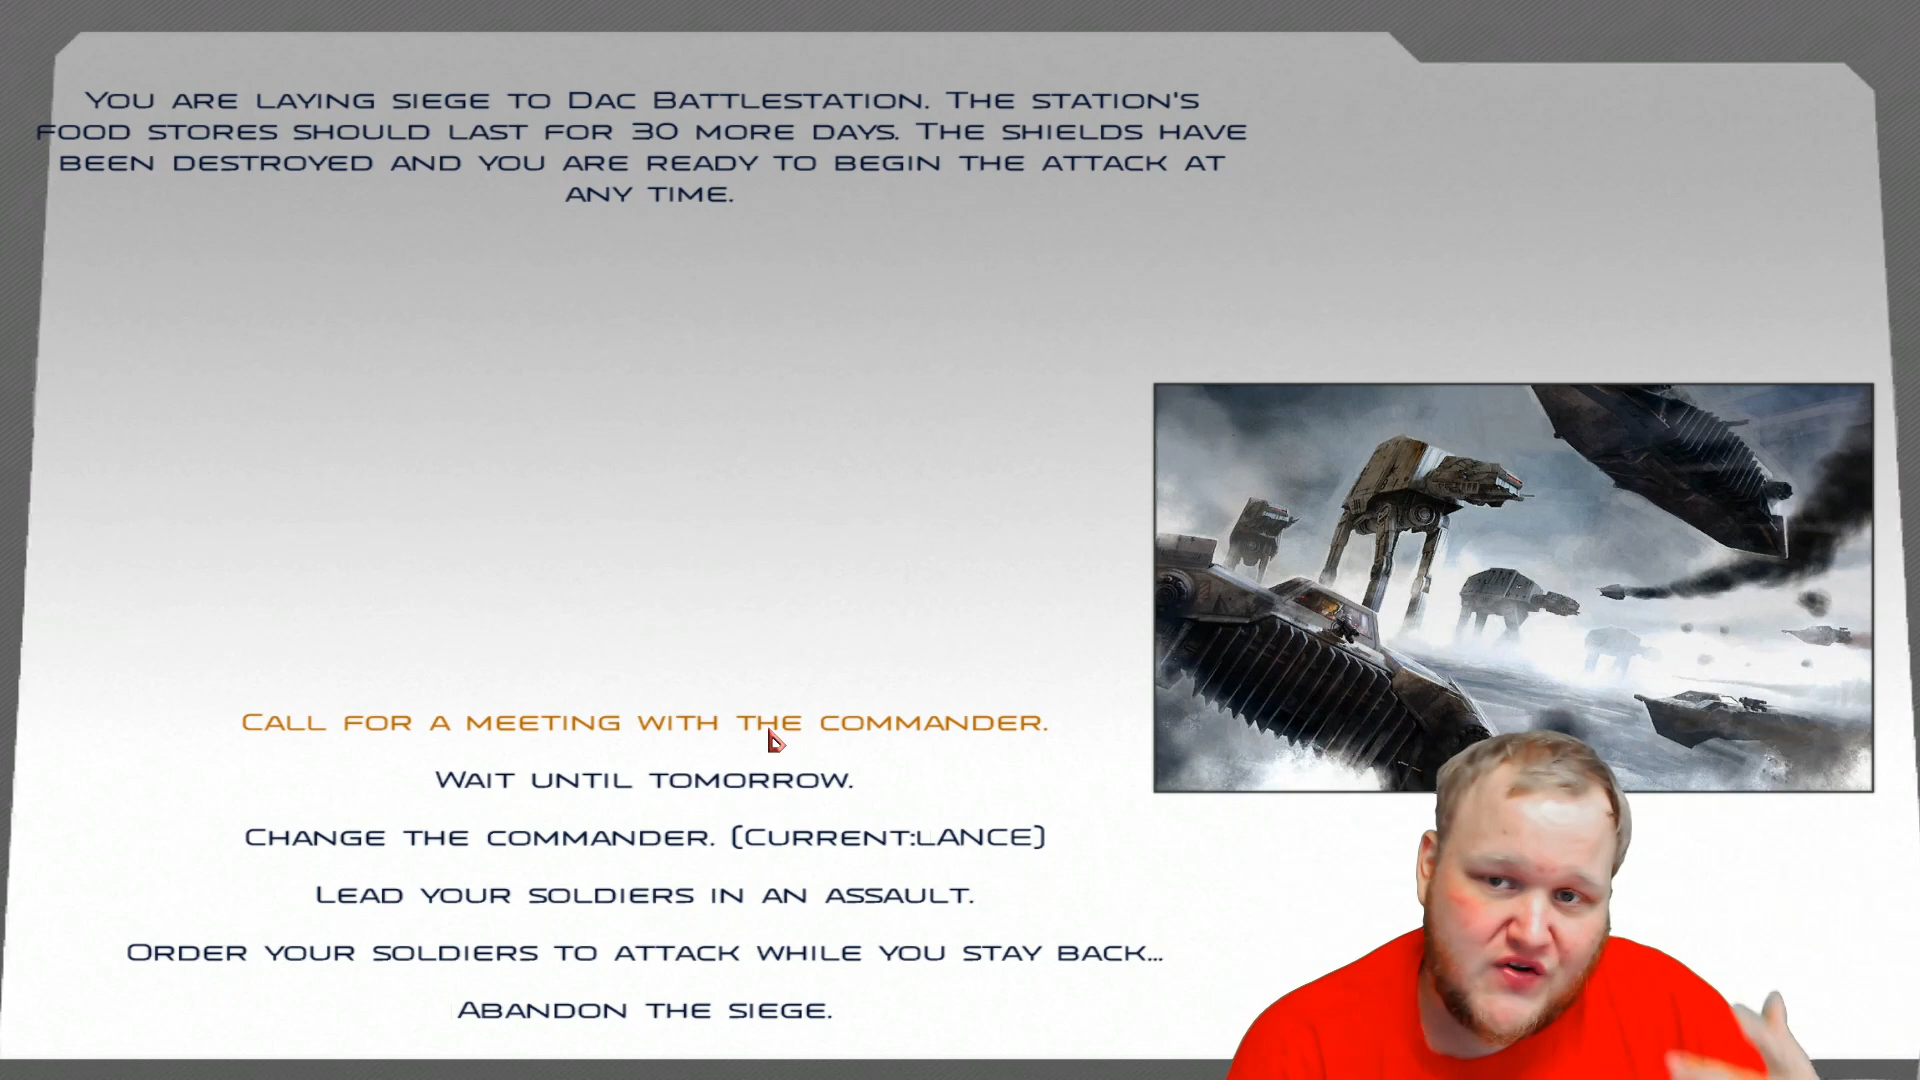 You are laying siege to Dac Battlestation. The station's
food stores should last for 30 more days. The shields have
been destroyed and you are ready to begin the attack at
any time.
Call for a meeting with the commander.
Wait until tomorrow.
Change the commander. (Current:LANCE)
Lead your soldiers in an assault.
Order your soldiers to attack while you stay back...
Abandon the siege.